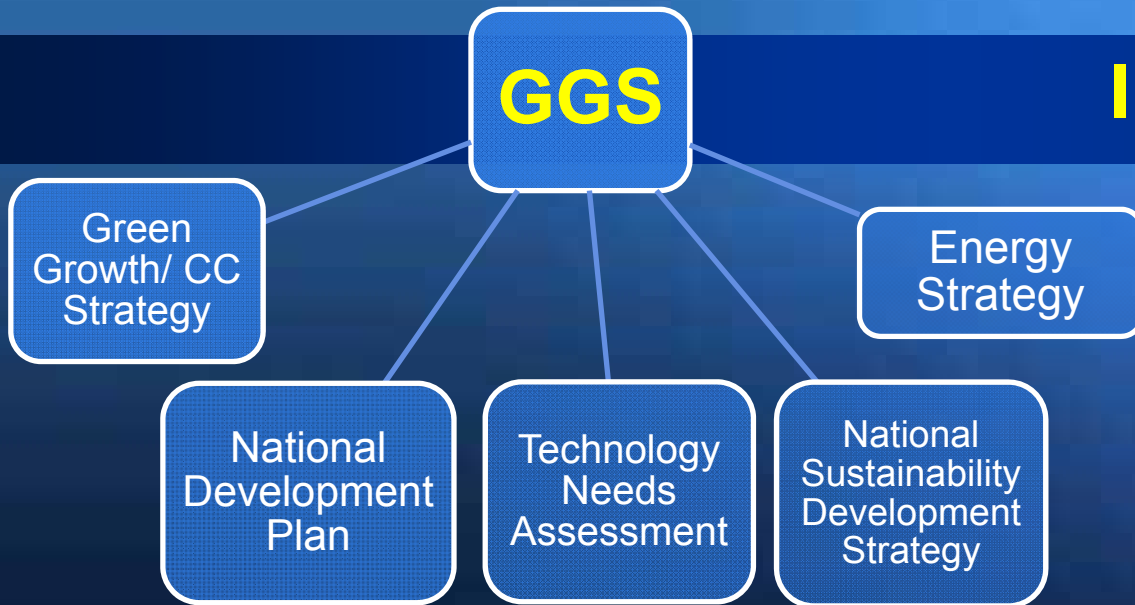 GGS
Green
Growth/ CC
Strategy
Energy
Strategy
National
Development
Plan
Technology
Needs
Assessment
National
Sustainability
Development
Strategy